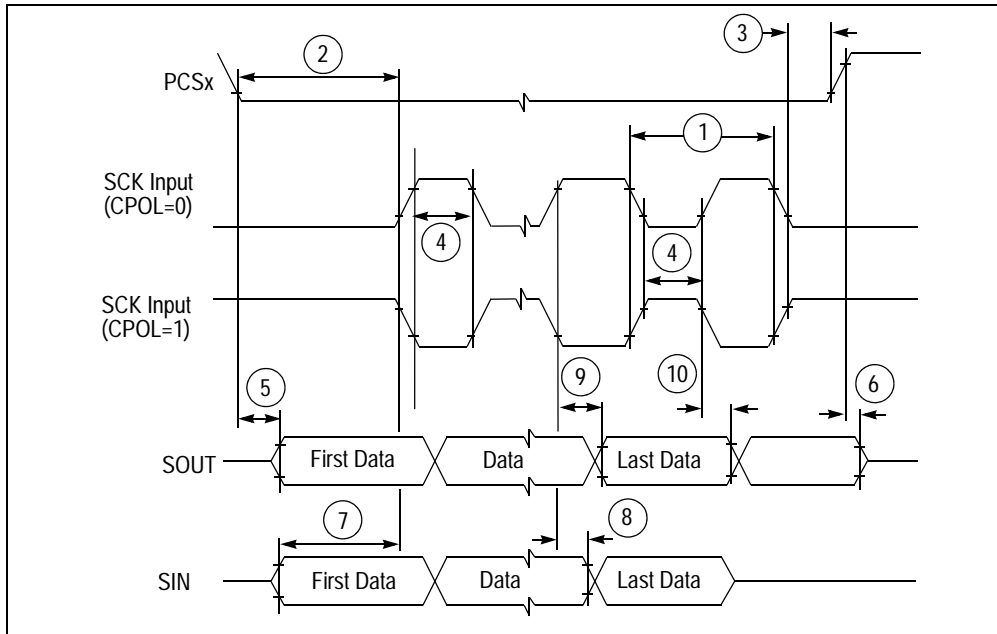 3
2
PCSx
1
SCK Input
(CPOL=0)
4
4
SCK Input
(CPOL=1)
5
9
10
6
SOUT
First Data
Data
Last Data
7
8
SIN
First Data
Data
Last Data